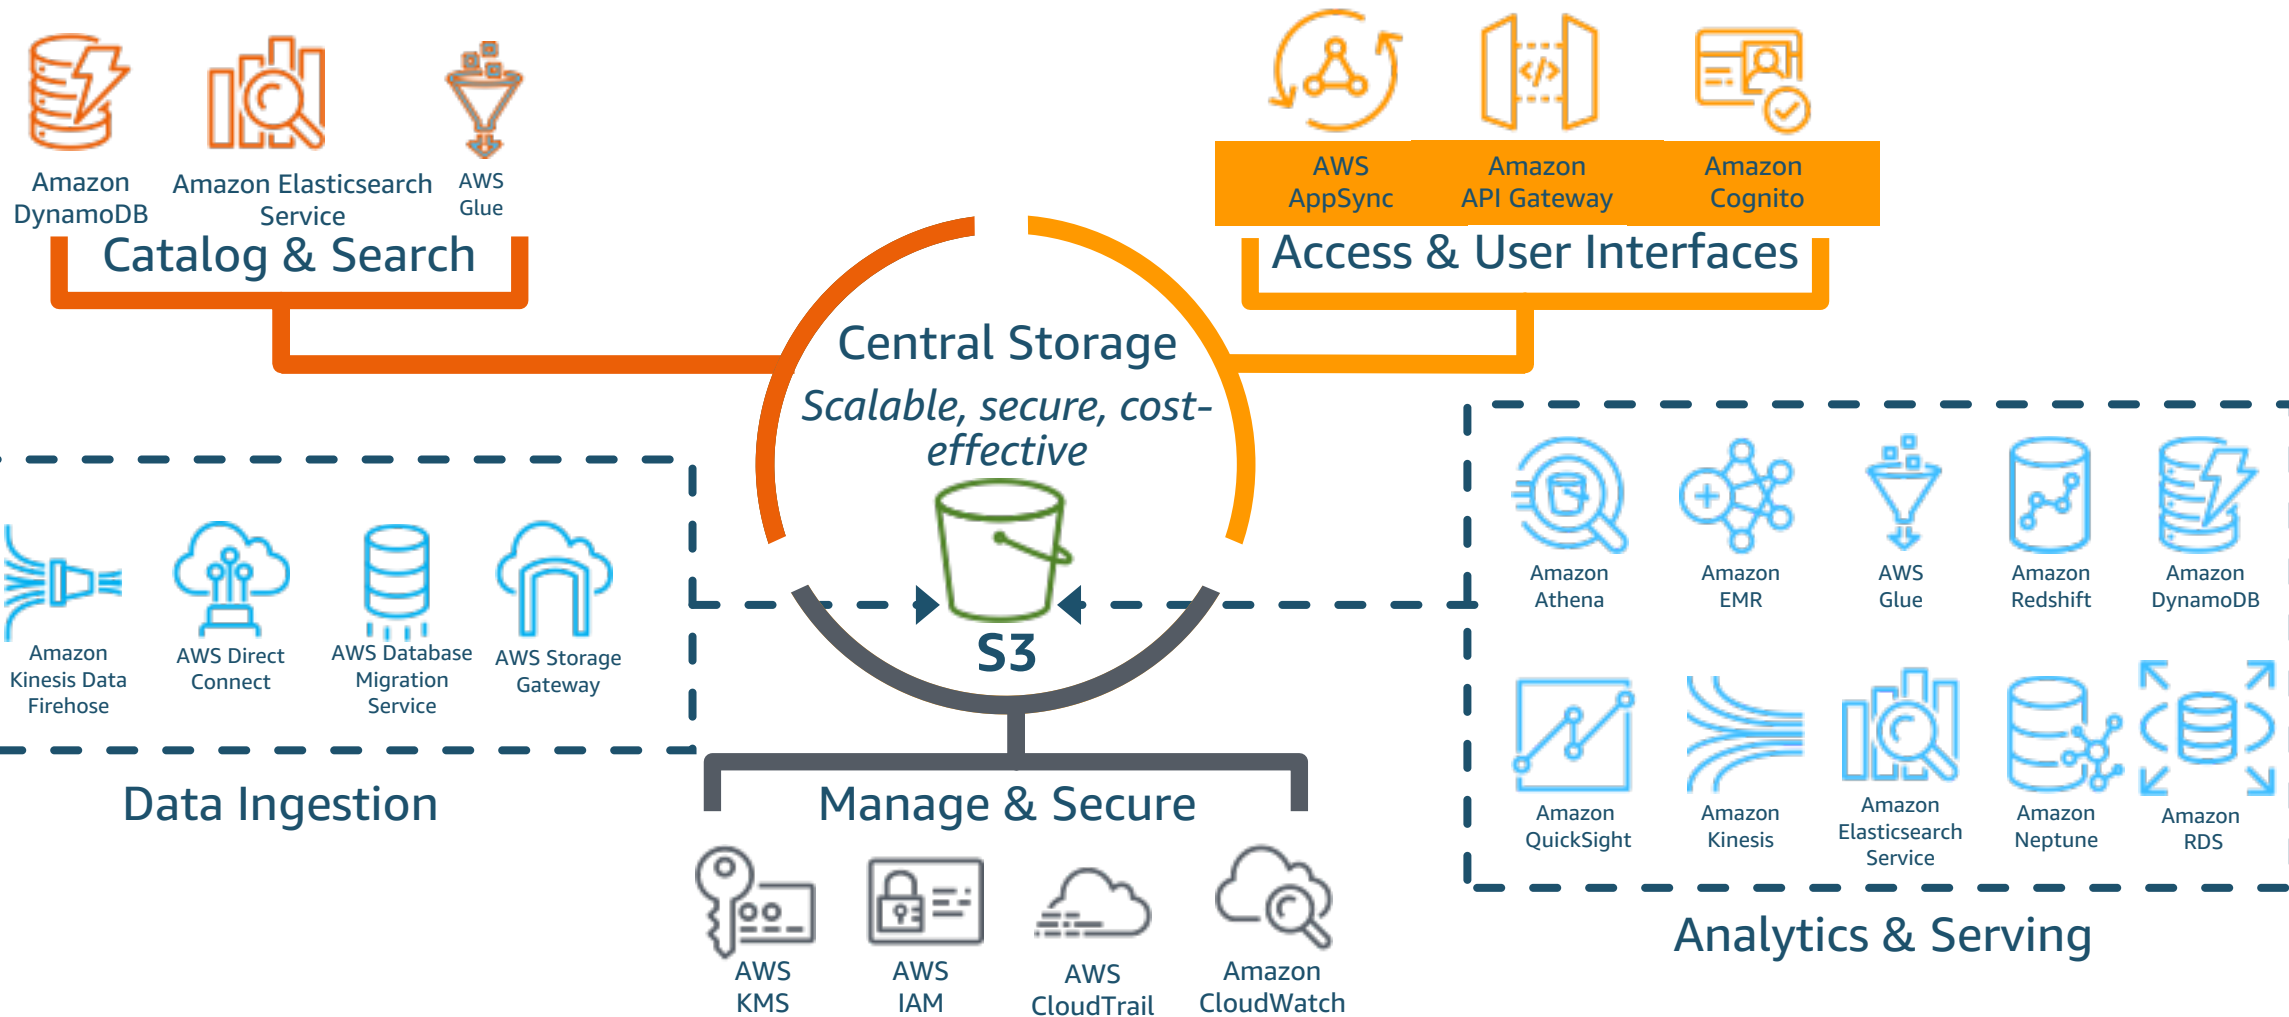 Amazon
DynamoDB
Amazon Elasticsearch
Service
AWS
Glue
Catalog & Search
AWS
AppSync
Amazon
API Gateway
Amazon
Cognito
Access & User Interfaces
Central Storage
Scalable, secure, cost-
effective
S3
Amazon
Kinesis Data
Firehose
AWS Direct
Connect
AWS Database
Migration
Service
AWS Storage
Gateway
Data Ingestion
Amazon
Athena
Amazon
EMR
AWS
Glue
Amazon
Redshift
Amazon
DynamoDB
Amazon
QuickSight
Amazon
Kinesis
Amazon
Elasticsearch
Service
Amazon
Neptune
Amazon
RDS
Analytics & Serving
Manage & Secure
AWS
KMS
AWS
IAM
AWS
CloudTrail
Amazon
CloudWatch